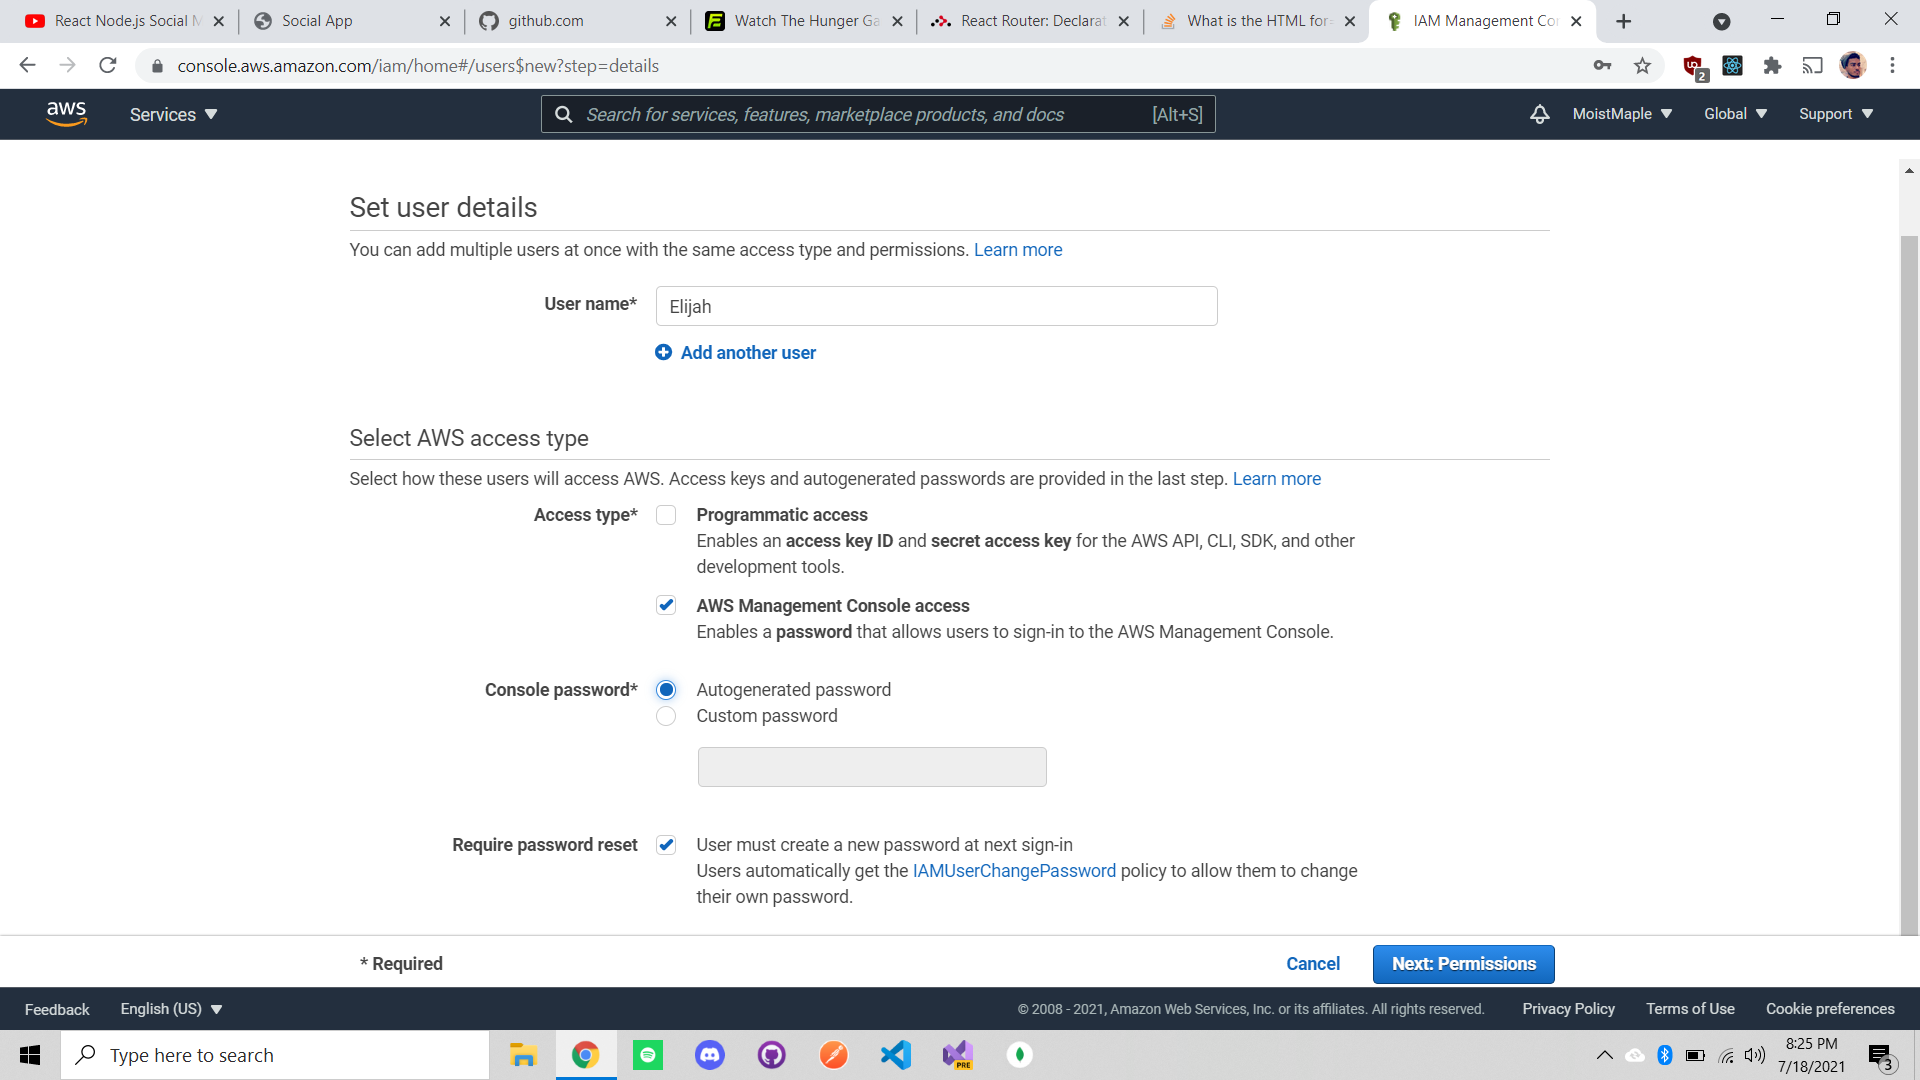 React Node.js Social M
Social App
github.com
Watch The Hunger Ga
React Router: Declarat
What is the HTML for
IAM Management Co
console.aws.amazon.com/iam/home#/users$new?step=details
2
aws
Services
Search for services, features, marketplace products, and docs
[Alt+S]
MoistMaple
Global
Support
Set user details
You can add multiple users at once with the same access type and permissions. Learn more
User name*
Elijah
Add another user
Select AWS access type
Select how these users will access AWS. Access keys and autogenerated passwords are provided in the last step. Learn more
Access type*
Programmatic access
Enables an access key ID and secret access key for the AWS API, CLI, SDK, and other
development tools.
AWS Management Console access
Enables a password that allows users to sign-in to the AWS Management Console.
Console password*
Autogenerated password
Custom password
Require password reset
User must create a new password at next sign-in
Users automatically get the IAMUserChangePassword policy to allow them to change
their own password.
* Required
Cancel
Next: Permissions
Feedback
English (US)
© 2008 - 2021, Amazon Web Services, Inc. or its affiliates. All rights reserved.
Privacy Policy
Terms of Use
Cookie preferences
Type here to search
PRE
8:25 PM
7/18/2021
3